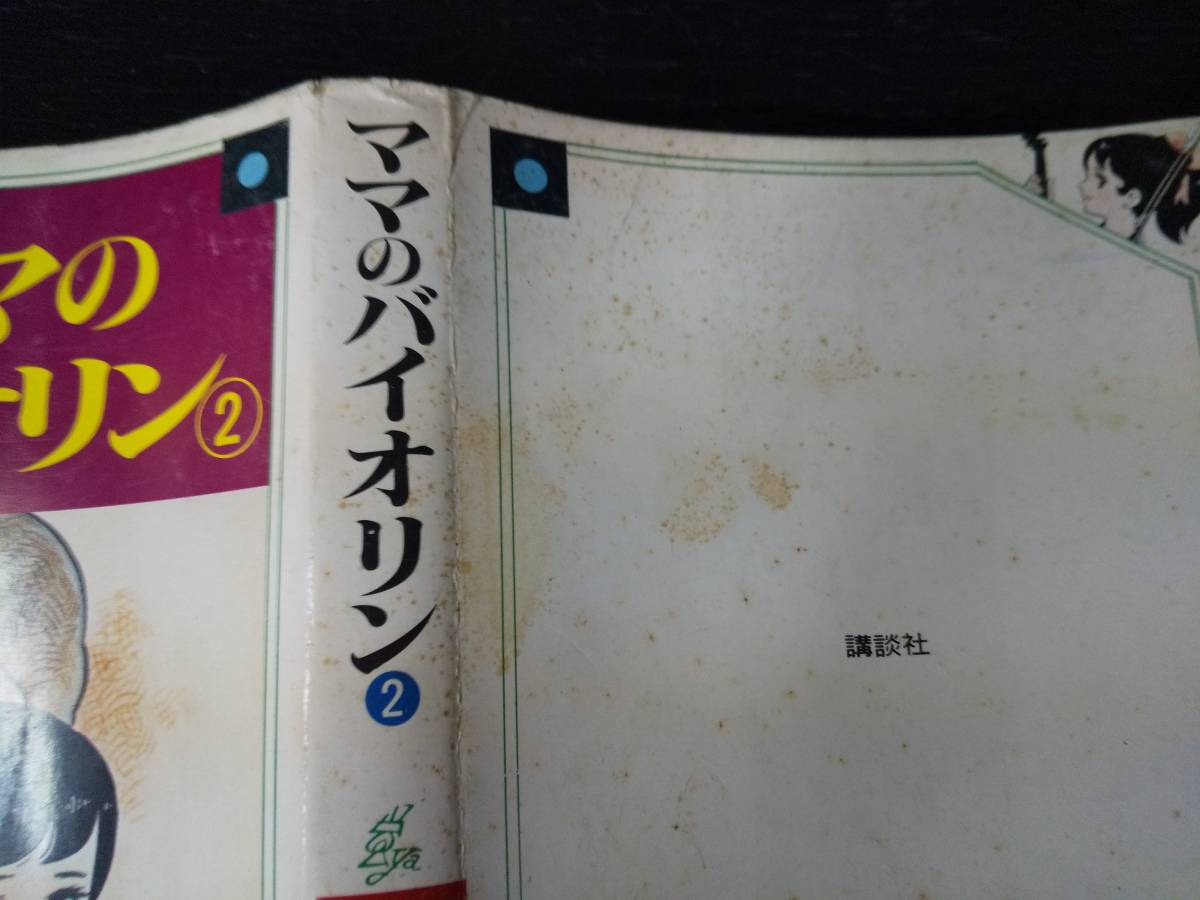 マの
リン②
ママのバイオリン
2
講談社